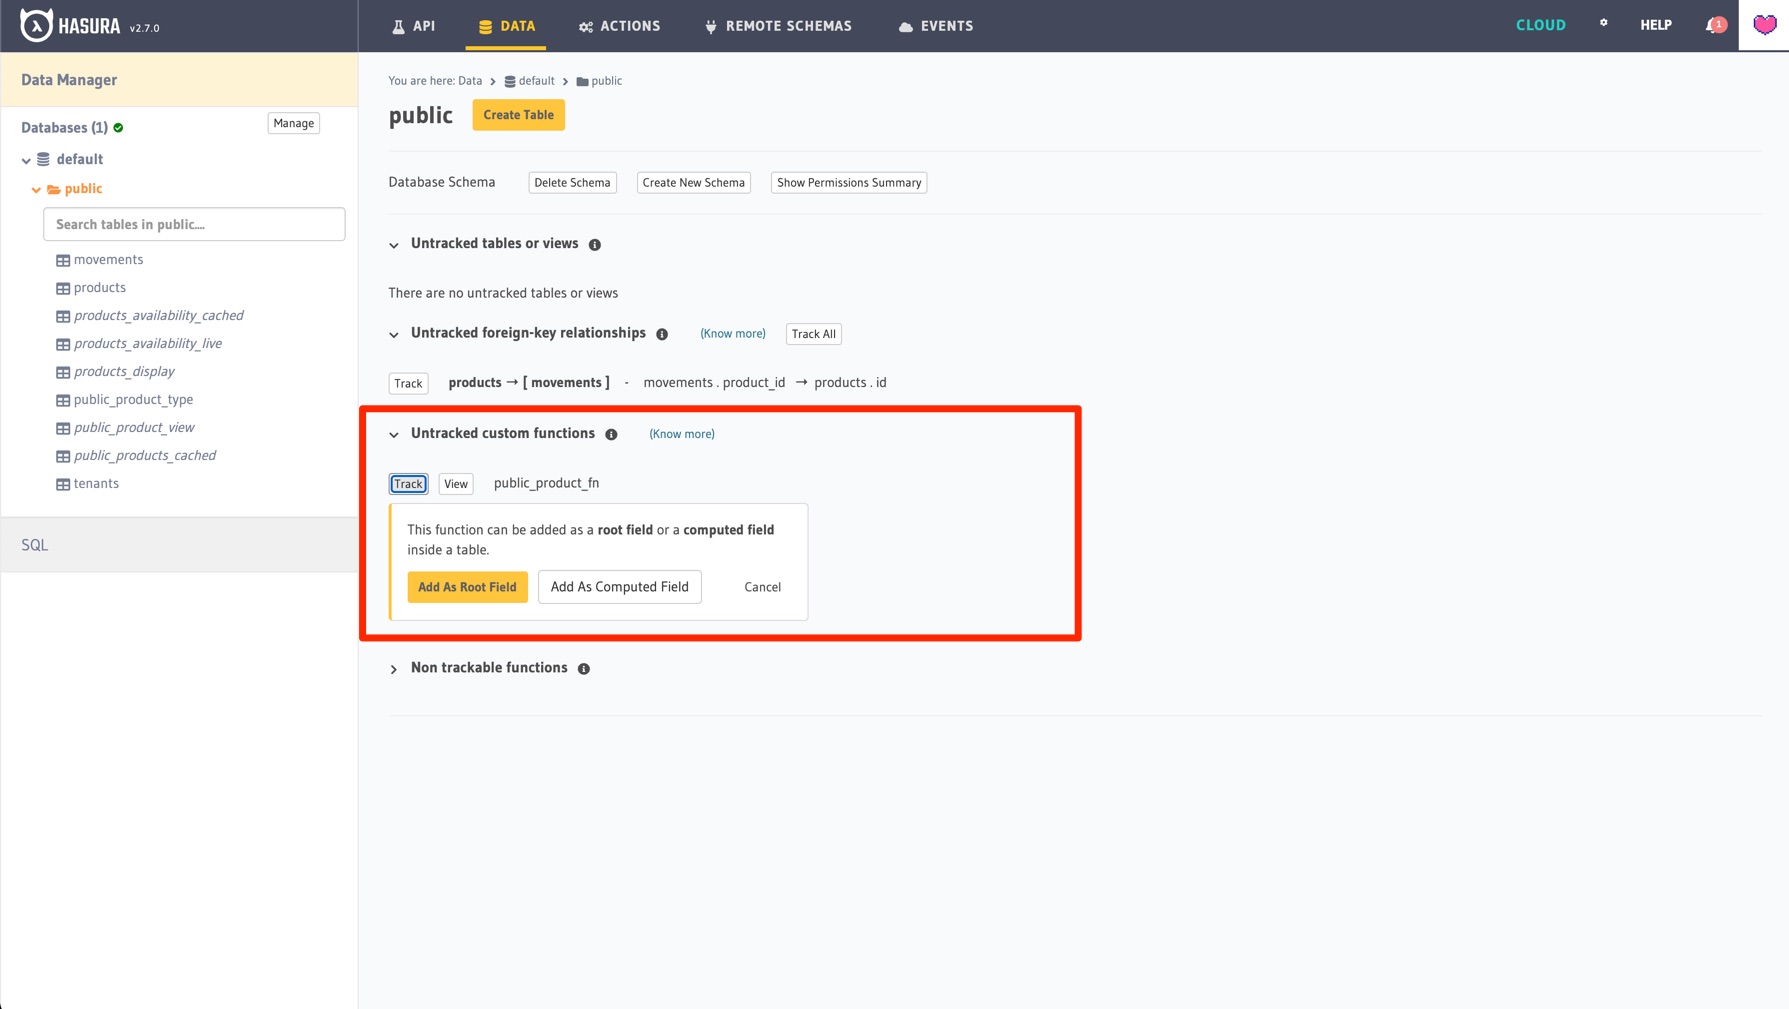 HASURA v2.7.0
API DATA ACTIONS REMOTE SCHEMAS EVENTS CLOUD HELP 1
Data Manager
Databases (1) Manage
default
public
Search tables in public....
movements
products
products_availability_cached
products_availability_live
products_display
public_product_type
public_product_view
public_products_cached
tenants
SQL
You are here: Data > default > public
public Create Table
Database Schema Delete Schema Create New Schema Show Permissions Summary
Untracked tables or views
There are no untracked tables or views
Untracked foreign-key relationships (Know more) Track All
Track products → [ movements ] - movements . product_id → products . id
Untracked custom functions (Know more)
Track View public_product_fn
This function can be added as a root field or a computed field
inside a table.
Add As Root Field Add As Computed Field Cancel
Non trackable functions